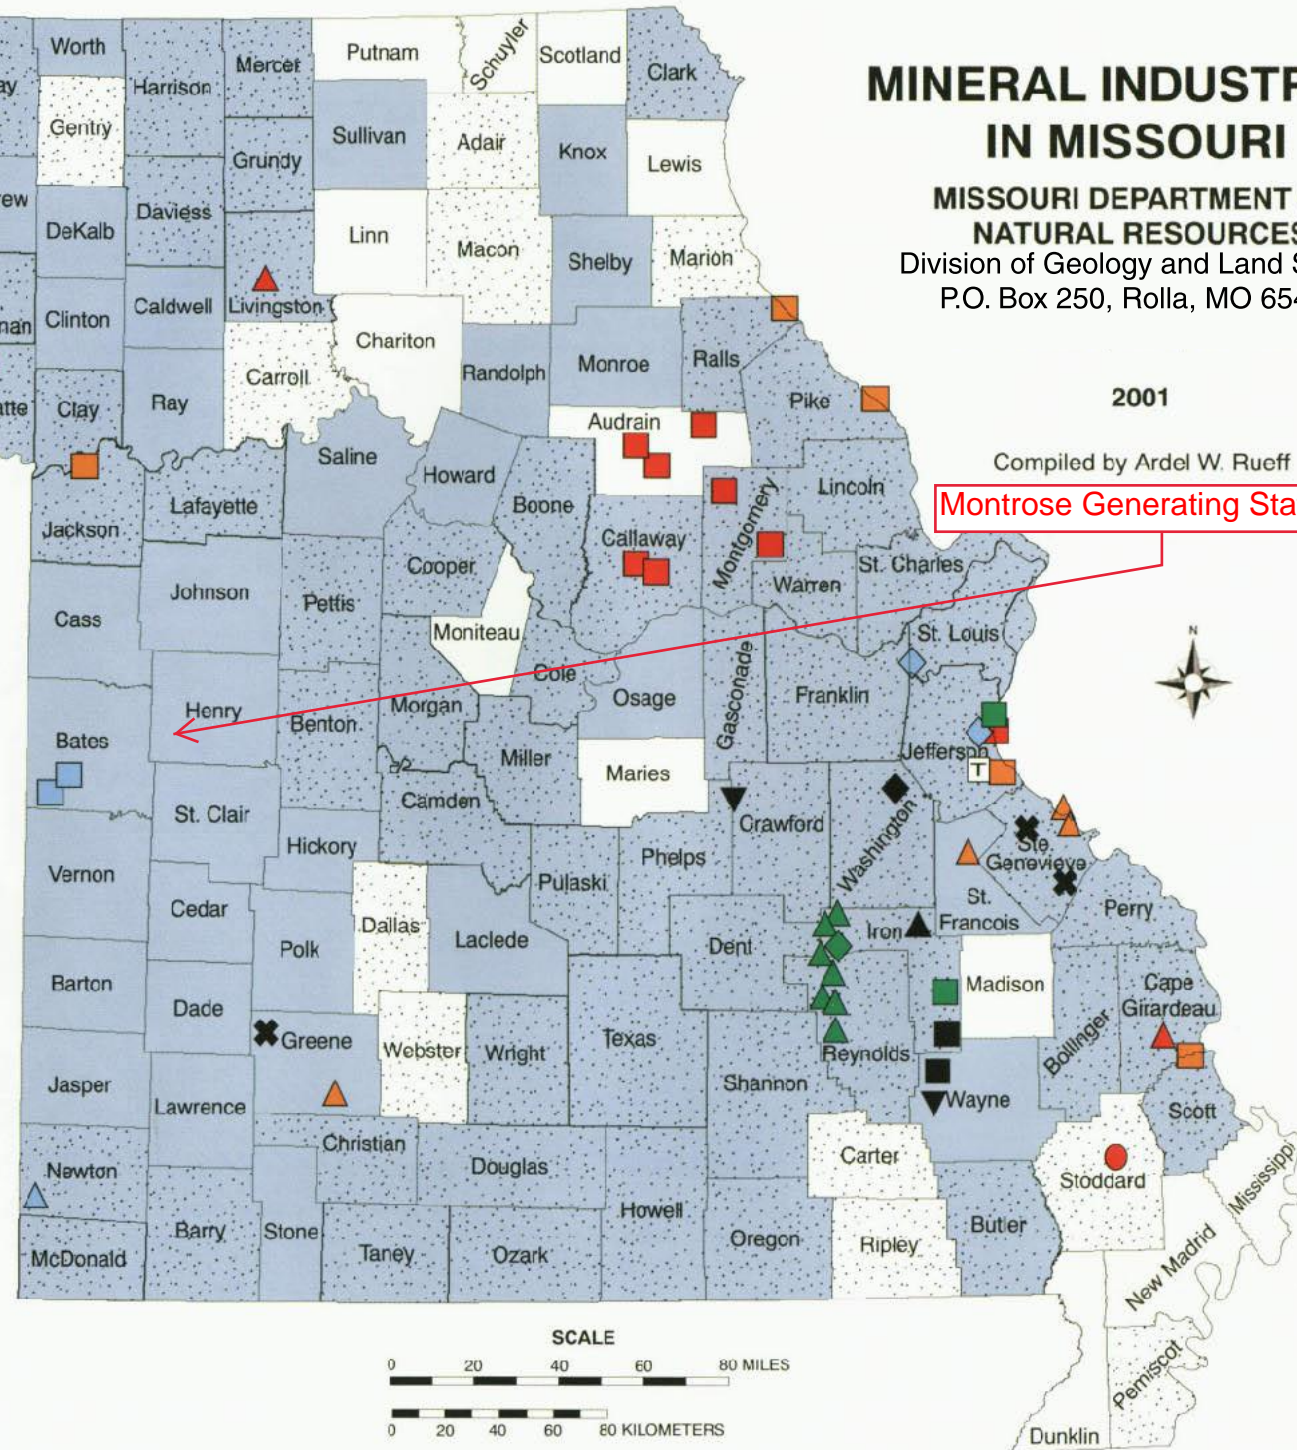 MINERAL INDUSTR
IN MISSOURI
MISSOURI DEPARTMENT
NATURAL RESOURCES
Division of Geology and Land S
P.O. Box 250, Rolla, MO 654
2001
Compiled by Ardel W. Rueff
Montrose Generating Sta
Worth
Putnam
Schuyler
Scotland
Clark
ay
Harrison
Mercer
Gentry
Sullivan
Adair
Knox
Lewis
Grundy
rew
DeKalb
Daviess
Linn
Macon
Shelby
Marion
nan
Clinton
Caldwell
Livingston
Chariton
Randolph
Monroe
Ralls
Pike
atte
Clay
Ray
Carroll
Audrain
Saline
Howard
Boone
Lincoln
Jackson
Lafayette
Cooper
Callaway
Montgomery
Warren
St. Charles
Johnson
Pettis
Cass
Moniteau
Cole
St. Louis
N
Henry
Benton
Morgan
Osage
Gasconade
Franklin
Bates
Miller
Maries
Jefferson
T
St. Clair
Camden
Crawford
Washington
Hickory
Phelps
Ste.
Genevieve
Vernon
Pulaski
St.
Francois
Perry
Cedar
Polk
Dallas
Laclede
Dent
Iron
Barton
Dade
Madison
Cape
Girardeau
Greene
Webster
Wright
Texas
Reynolds
Bollinger
Jasper
Lawrence
Shannon
Wayne
Scott
Newton
Christian
Douglas
Carter
Stoddard
Mississippi
McDonald
Barry
Stone
Taney
Ozark
Howell
Oregon
Ripley
Butler
New Madrid
Pemiscot
Dunklin
SCALE
0 20 40 60 80 MILES
0 20 40 60 80 KILOMETERS